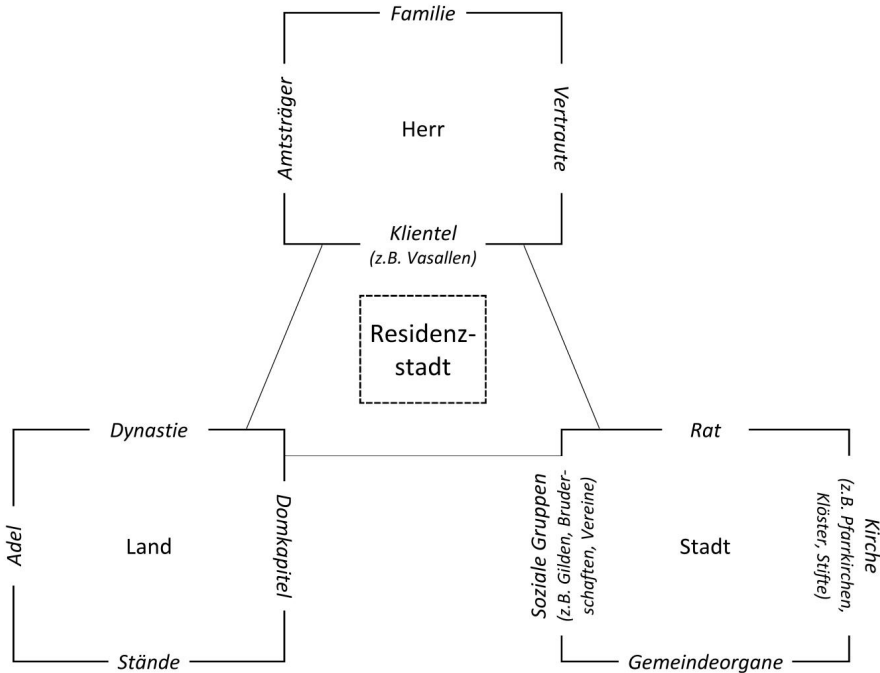 Familie
Amtsträger
Herr
Vertraute
Klientel
(z.B. Vasallen)
Residenz-
stadt
Dynastie
Adel
Land
Domkapitel
Stände
Rat
Soziale Gruppen
(z.B. Gilden, Bruder-
schaften, Vereine)
Stadt
Kirche
(z.B. Pfarrkirchen,
Klöster, Stifte)
Gemeindeorgane